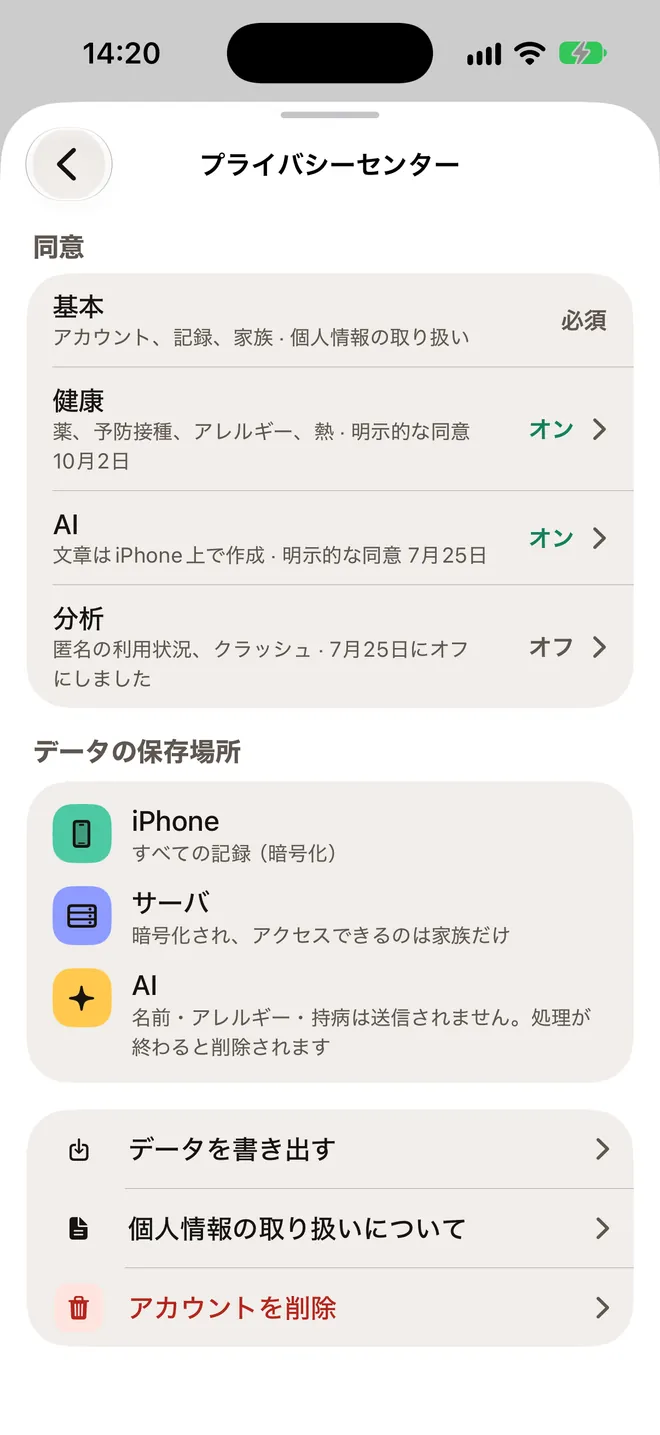 14:20
プライバシーセンター
同意
基本
アカウント、記録、家族 · 個人情報の取り扱い
必須
健康
薬、予防接種、アレルギー、熱 · 明示的な同意
10月2日
オン
AI
文章はiPhone上で作成 · 明示的な同意 7月25日
オン
分析
匿名の利用状況、クラッシュ · 7月25日にオフ
にしました
オフ
データの保存場所
iPhone
すべての記録（暗号化）
サーバ
暗号化され、アクセスできるのは家族だけ
AI
名前・アレルギー・持病は送信されません。処理が
終わると削除されます
データを書き出す
個人情報の取り扱いについて
アカウントを削除